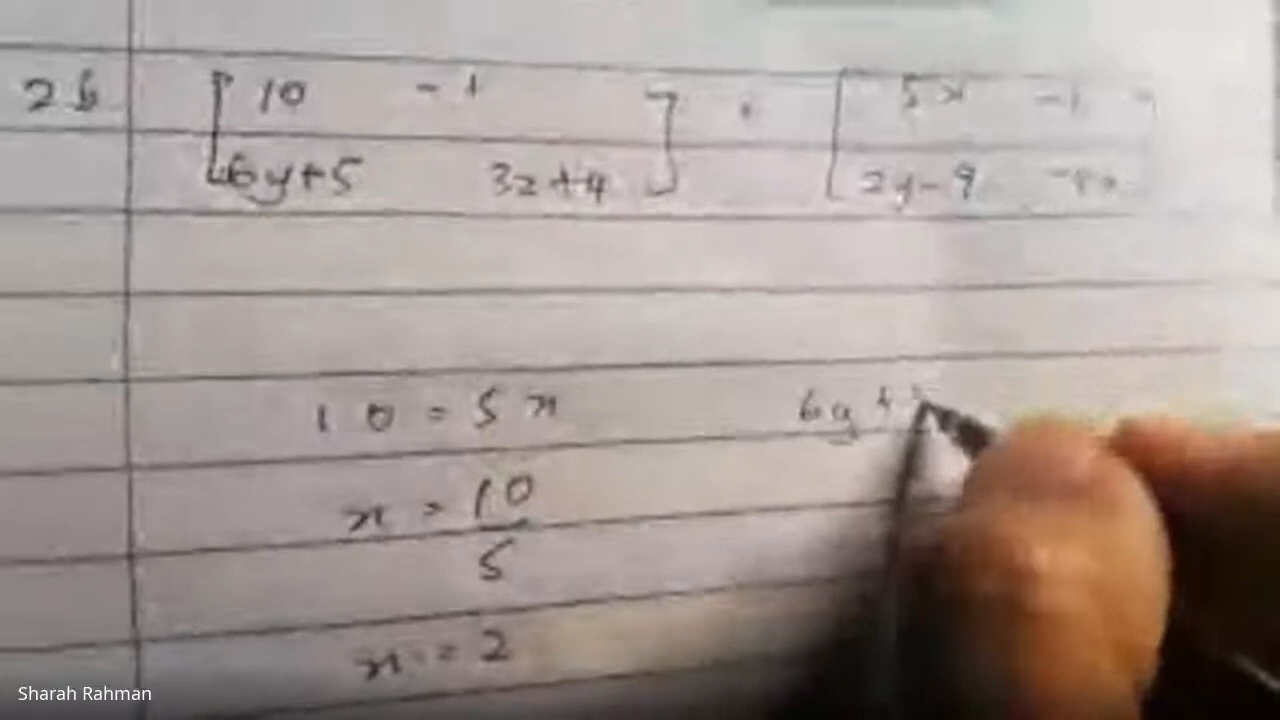 2b [ 10 -1 ] = [ 5x -1 ]
[ 6y+5 3z+4 ] [ 2y-9 ]
10 = 5x 6y +
x = 10
5
x = 2
Sharah Rahman